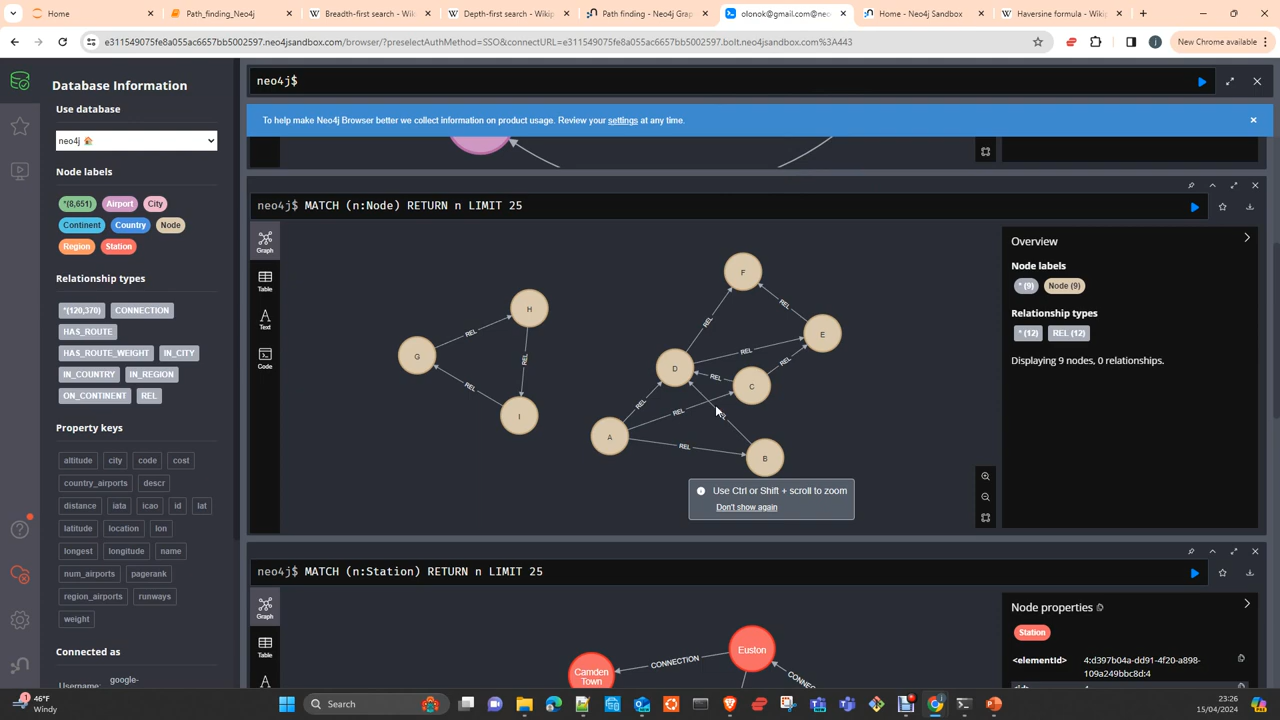 Home
Path_finding_Neo4j
Breadth-first search - Wiki
Depth-first search - Wikip
Path finding - Neo4j Gra
olonok@gmail.com@neo
Home - Neo4j Sandbox
Haversine formula - Wikip
e311549075fe8a055ac6657bb5002597.neo4jsandbox.com/browser/?preselectAuthMethod=SSO&connectURL=e311549075fe8a055ac6657bb5002597.bolt.neo4jsandbox.com%3A443
New Chrome available
Database Information
Use database
neo4j
Node labels
*(8,651) Airport City
Continent Country Node
Region Station
Relationship types
*(120,370) CONNECTION
HAS_ROUTE
HAS_ROUTE_WEIGHT IN_CITY
IN_COUNTRY IN_REGION
ON_CONTINENT REL
Property keys
altitude city code cost
country_airports descr
distance iata icao id lat
latitude location lon
longest longitude name
num_airports pagerank
region_airports runways
weight
Connected as
Username: google-
neo4j$
To help make Neo4j Browser better we collect information on product usage. Review your settings at any time.
neo4j$ MATCH (n:Node) RETURN n LIMIT 25
Graph
Table
Text
Code
F
H
REL
REL
REL
E
G
REL
REL
D
REL
REL
C
REL
REL
REL
I
A
REL
B
Use Ctrl or Shift + scroll to zoom
Don't show again
Overview
Node labels
* (9) Node (9)
Relationship types
* (12) REL (12)
Displaying 9 nodes, 0 relationships.
neo4j$ MATCH (n:Station) RETURN n LIMIT 25
Graph
Table
Euston
CONNECTION
Camden
Town
Node properties
Station
<elementId> 4:d397b04a-dd91-4f20-a898-
109a249bbc8d:4
46°F
Windy
Search
23:26
15/04/2024